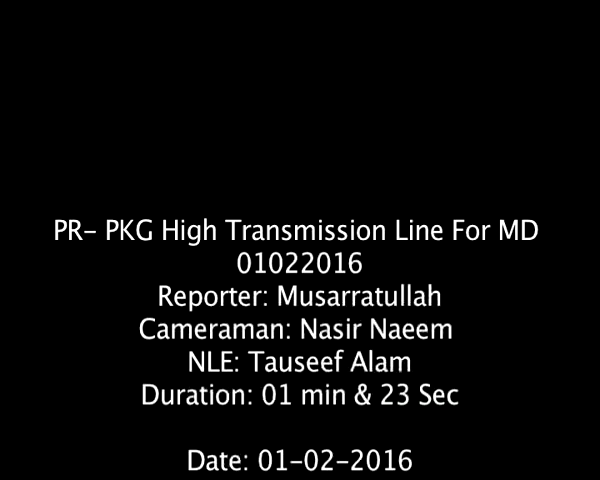 PR- PKG High Transmission Line For MD
01022016
Reporter: Musarratullah
Cameraman: Nasir Naeem
NLE: Tauseef Alam
Duration: 01 min & 23 Sec
Date: 01-02-2016